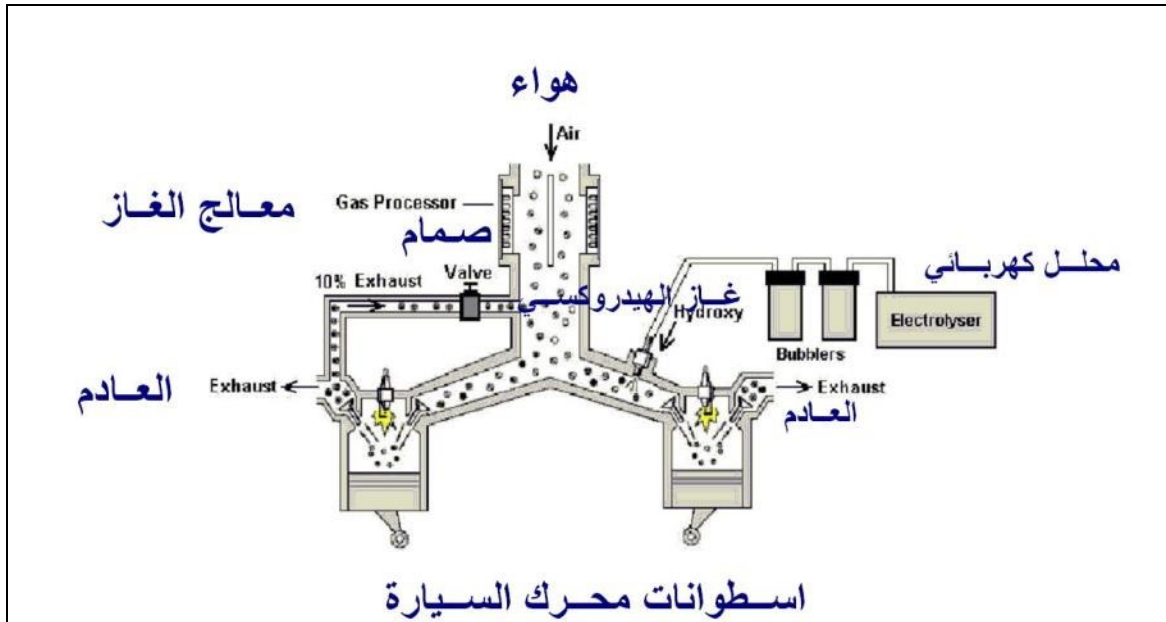 هواء
Air
معالج الغاز
Gas Processor
صمام
Valve
10% Exhaust
غاز الهيدروكسي
Hydroxy
محلل كهربائي
Electrolyser
Bubblers
العادم
Exhaust
Exhaust
العادم
اسطوانات محرك السيارة